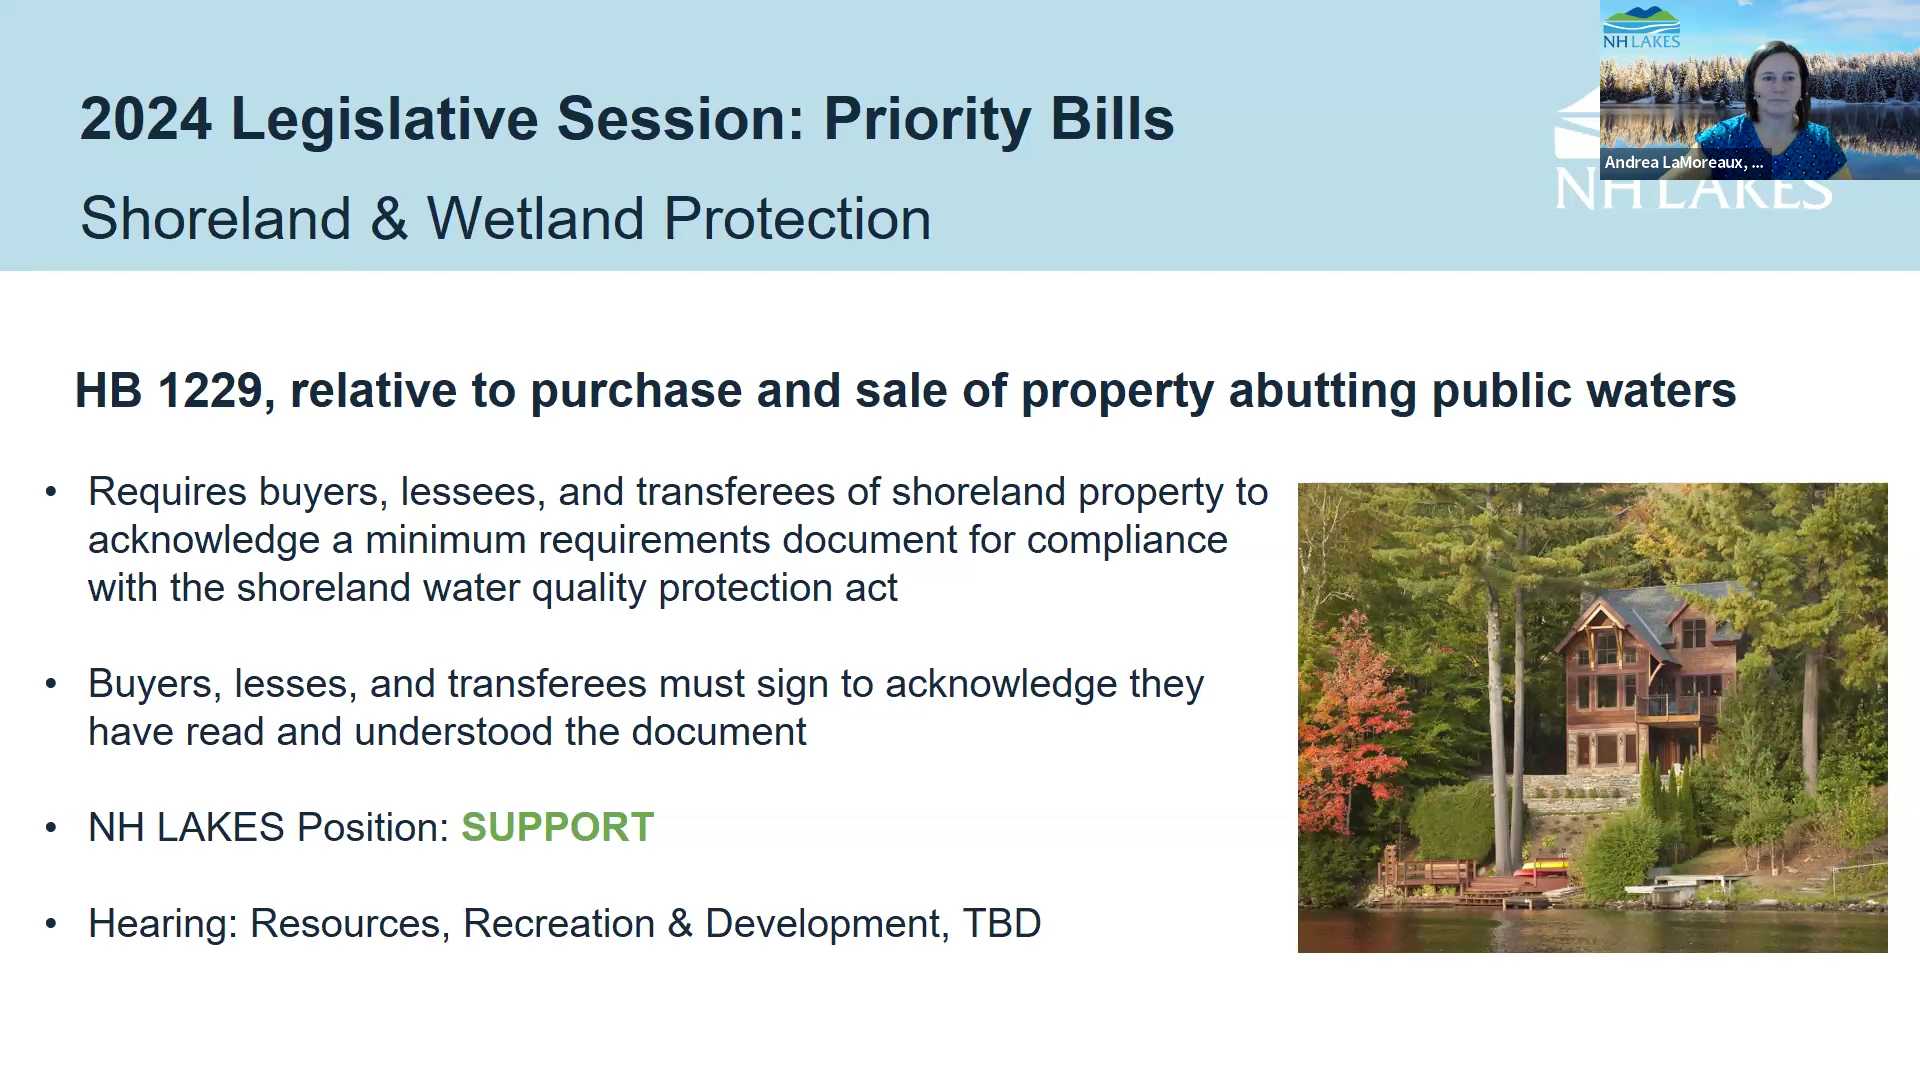 2024 Legislative Session: Priority Bills
Shoreland & Wetland Protection
NH LAKES
Andrea LaMoreaux, ...
NH LAKES
HB 1229, relative to purchase and sale of property abutting public waters
• Requires buyers, lessees, and transferees of shoreland property to
acknowledge a minimum requirements document for compliance
with the shoreland water quality protection act
• Buyers, lesses, and transferees must sign to acknowledge they
have read and understood the document
• NH LAKES Position: SUPPORT
• Hearing: Resources, Recreation & Development, TBD